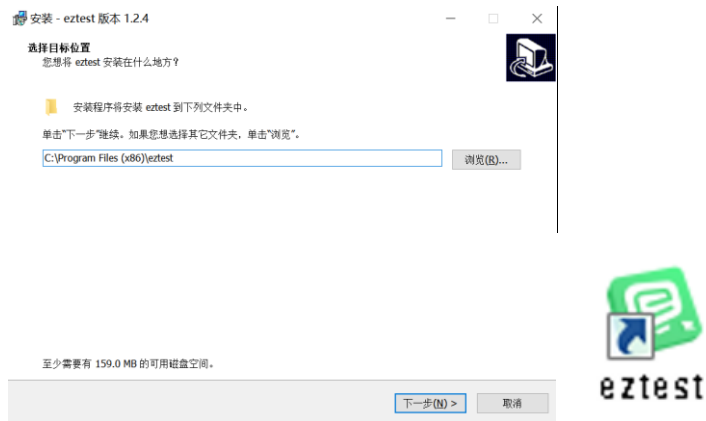 安装 - eztest 版本 1.2.4
选择目标位置
您想将 eztest 安装在什么地方？
安装程序将安装 eztest 到下列文件夹中。
单击"下一步"继续。如果您想选择其它文件夹，单击"浏览"。
C:\Program Files (x86)\eztest
浏览(R)...
至少需要有 159.0 MB 的可用磁盘空间。
下一步(N) >
取消
eztest